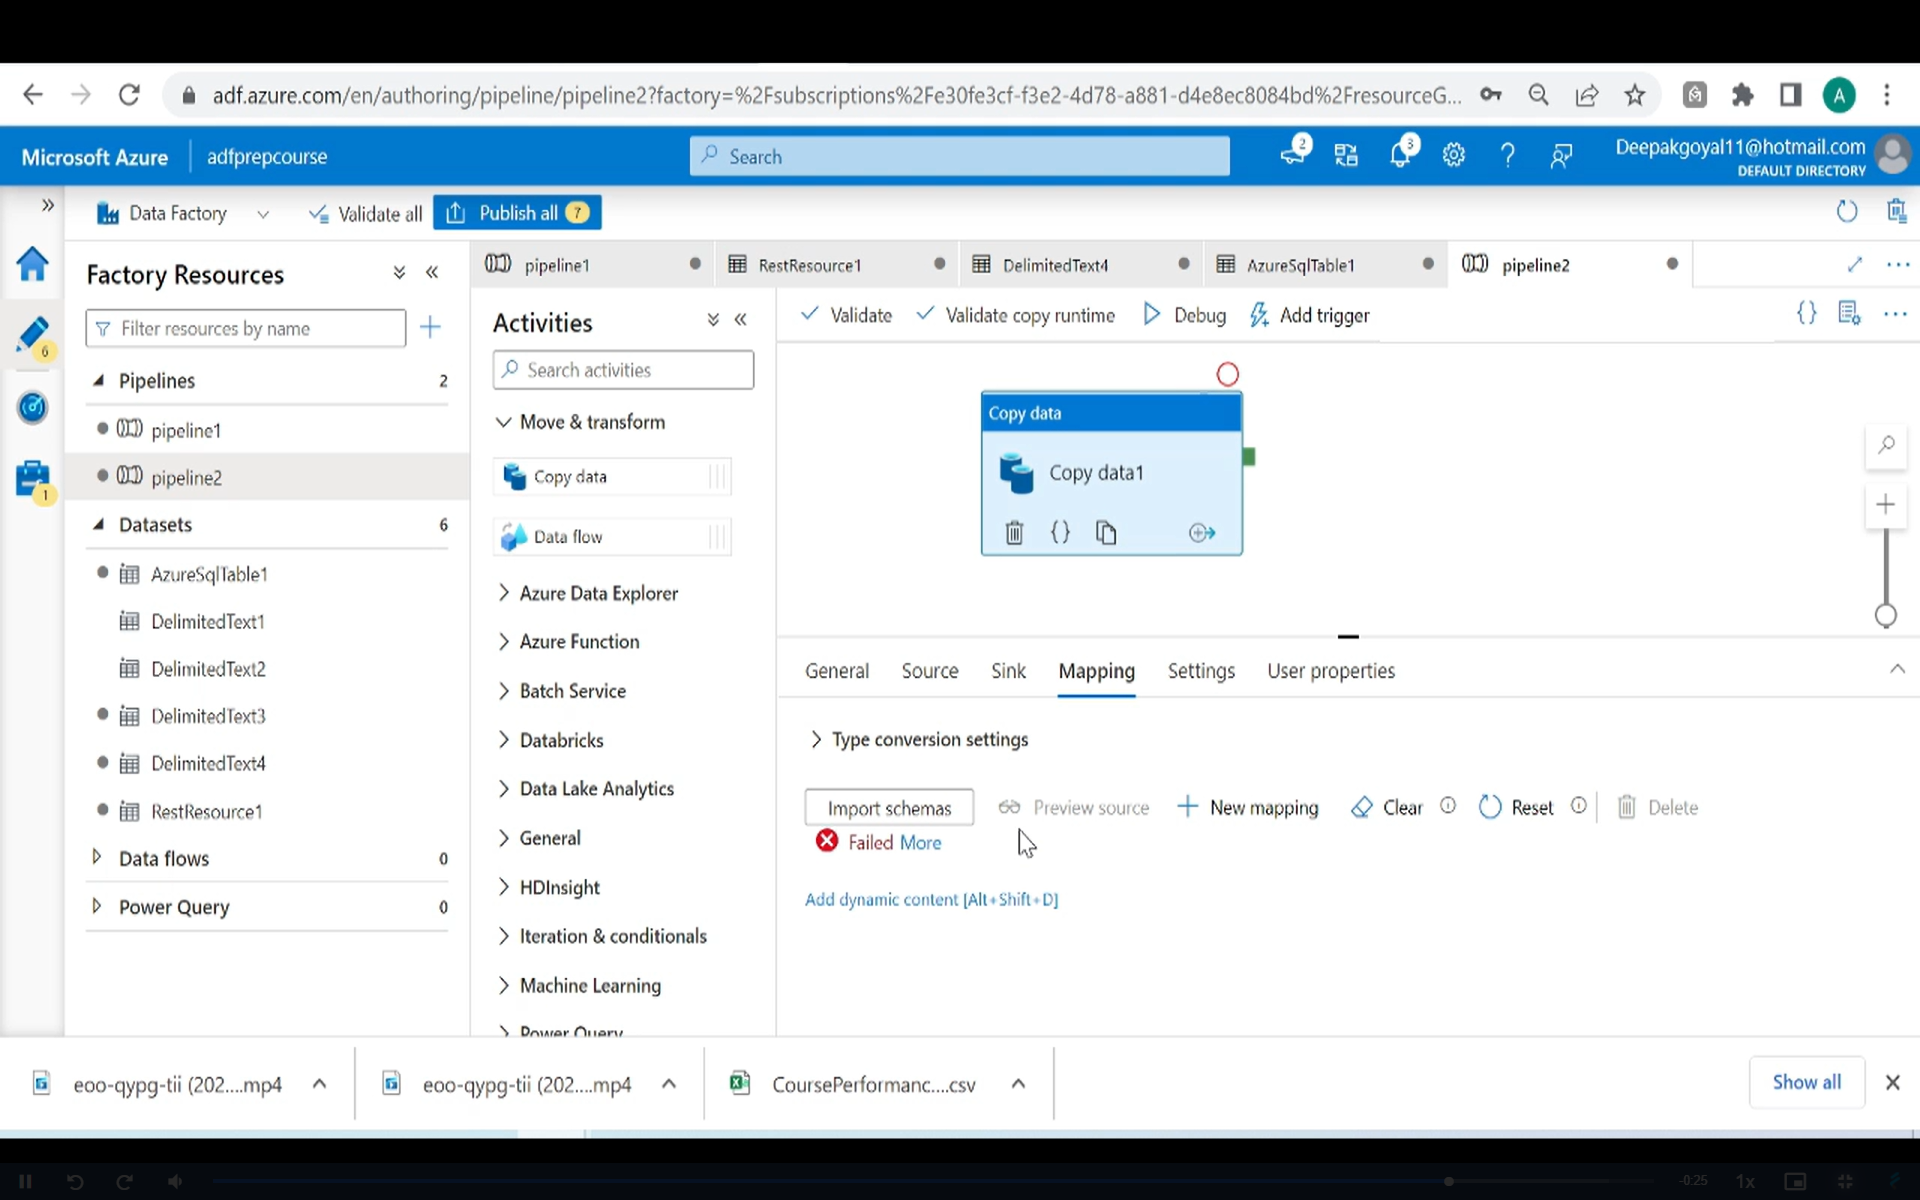 adf.azure.com/en/authoring/pipeline/pipeline2?factory=%2Fsubscriptions%2Fe30fe3cf-f3e2-4d78-a881-d4e8ec8084bd%2FresourceG...
A
Microsoft Azure
adfprepcourse
Search
2
3
Deepakgoyal11@hotmail.com
DEFAULT DIRECTORY
Data Factory
Validate all
Publish all 7
Factory Resources
Filter resources by name
6
1
Pipelines 2
pipeline1
pipeline2
Datasets 6
AzureSqlTable1
DelimitedText1
DelimitedText2
DelimitedText3
DelimitedText4
RestResource1
Data flows 0
Power Query 0
pipeline1
RestResource1
DelimitedText4
AzureSqlTable1
pipeline2
Activities
Search activities
Move & transform
Copy data
Data flow
Azure Data Explorer
Azure Function
Batch Service
Databricks
Data Lake Analytics
General
HDInsight
Iteration & conditionals
Machine Learning
Power Query
Validate
Validate copy runtime
Debug
Add trigger
Copy data
Copy data1
General
Source
Sink
Mapping
Settings
User properties
Type conversion settings
Import schemas
Preview source
New mapping
Clear
Reset
Delete
Failed More
Add dynamic content [Alt+Shift+D]
eoo-qypg-tii (202....mp4
eoo-qypg-tii (202....mp4
CoursePerformanc....csv
Show all
-0:25
1x